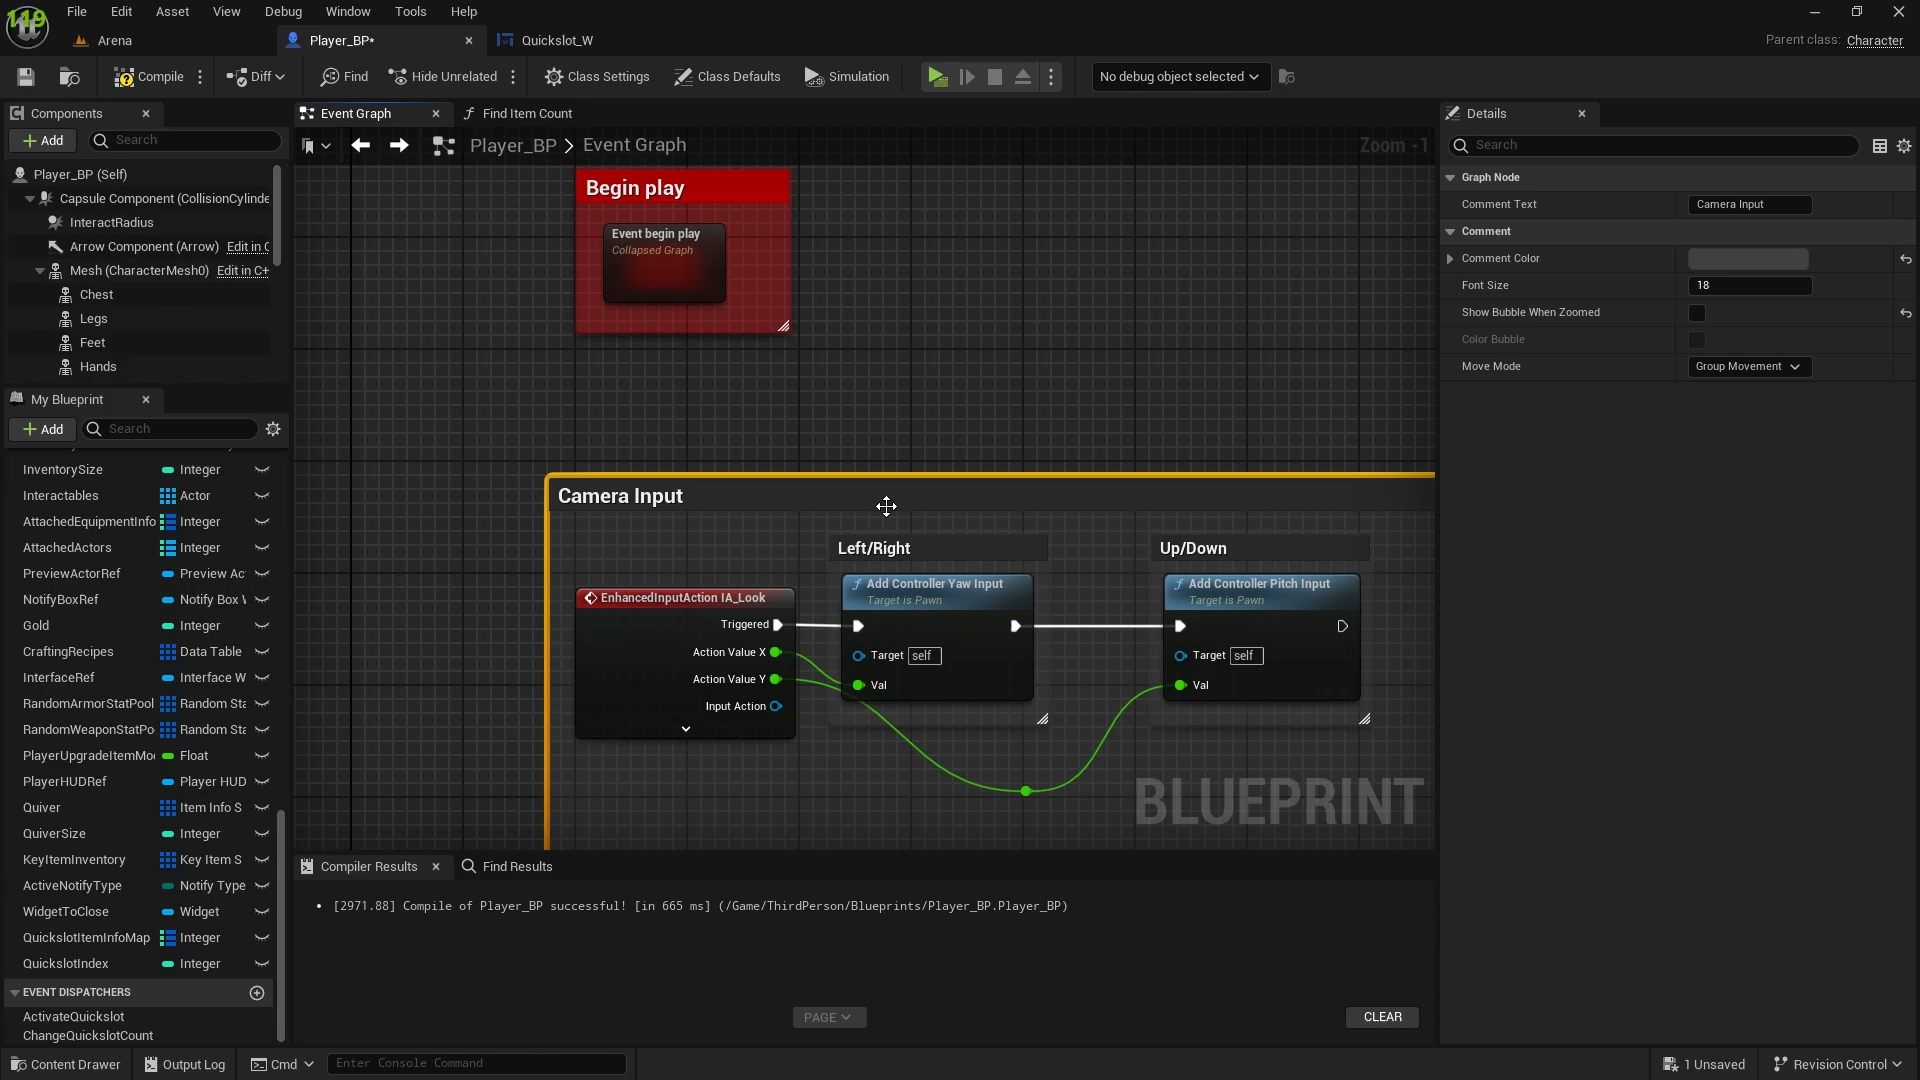 119
File Edit Asset View Debug Window Tools Help
Arena
Player_BP*
Quickslot_W
Parent class: Character
Compile
Diff
Find
Hide Unrelated
Class Settings
Class Defaults
Simulation
No debug object selected
Components
Add
Search
Player_BP (Self)
Capsule Component (CollisionCylinde
InteractRadius
Arrow Component (Arrow) Edit in C
Mesh (CharacterMesh0) Edit in C+
Chest
Legs
Feet
Hands
My Blueprint
Add
Search
InventorySize Integer
Interactables Actor
AttachedEquipmentInfo Integer
AttachedActors Integer
PreviewActorRef Preview Ac
NotifyBoxRef Notify Box
Gold Integer
CraftingRecipes Data Table
InterfaceRef Interface W
RandomArmorStatPool Random Sta
RandomWeaponStatPo Random Sta
PlayerUpgradeItemMo Float
PlayerHUDRef Player HUD
Quiver Item Info S
QuiverSize Integer
KeyItemInventory Key Item S
ActiveNotifyType Notify Type
WidgetToClose Widget
QuickslotItemInfoMap Integer
QuickslotIndex Integer
EVENT DISPATCHERS
ActivateQuickslot
ChangeQuickslotCount
Event Graph
Find Item Count
Player_BP > Event Graph
Zoom -1
Begin play
Event begin play
Collapsed Graph
Camera Input
EnhancedInputAction IA_Look
Triggered
Action Value X
Action Value Y
Input Action
Left/Right
Add Controller Yaw Input
Target is Pawn
Target self
Val
Up/Down
Add Controller Pitch Input
Target is Pawn
Target self
Val
BLUEPRINT
Compiler Results
Find Results
[2971.88] Compile of Player_BP successful! [in 665 ms] (/Game/ThirdPerson/Blueprints/Player_BP.Player_BP)
PAGE
CLEAR
Details
Search
Graph Node
Comment Text Camera Input
Comment
Comment Color
Font Size 18
Show Bubble When Zoomed
Color Bubble
Move Mode Group Movement
Content Drawer
Output Log
Cmd
Enter Console Command
1 Unsaved
Revision Control